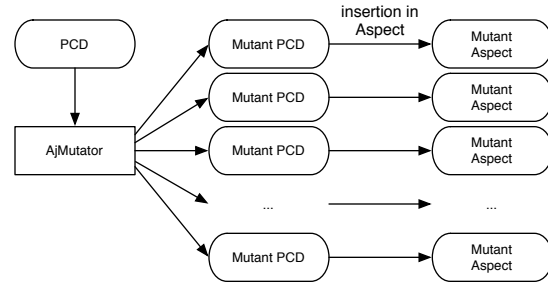 insertion in
Aspect
PCD
Mutant PCD
Mutant
Aspect
Mutant PCD
Mutant
Aspect
AjMutator
Mutant PCD
Mutant
Aspect
...
...
Mutant PCD
Mutant
Aspect